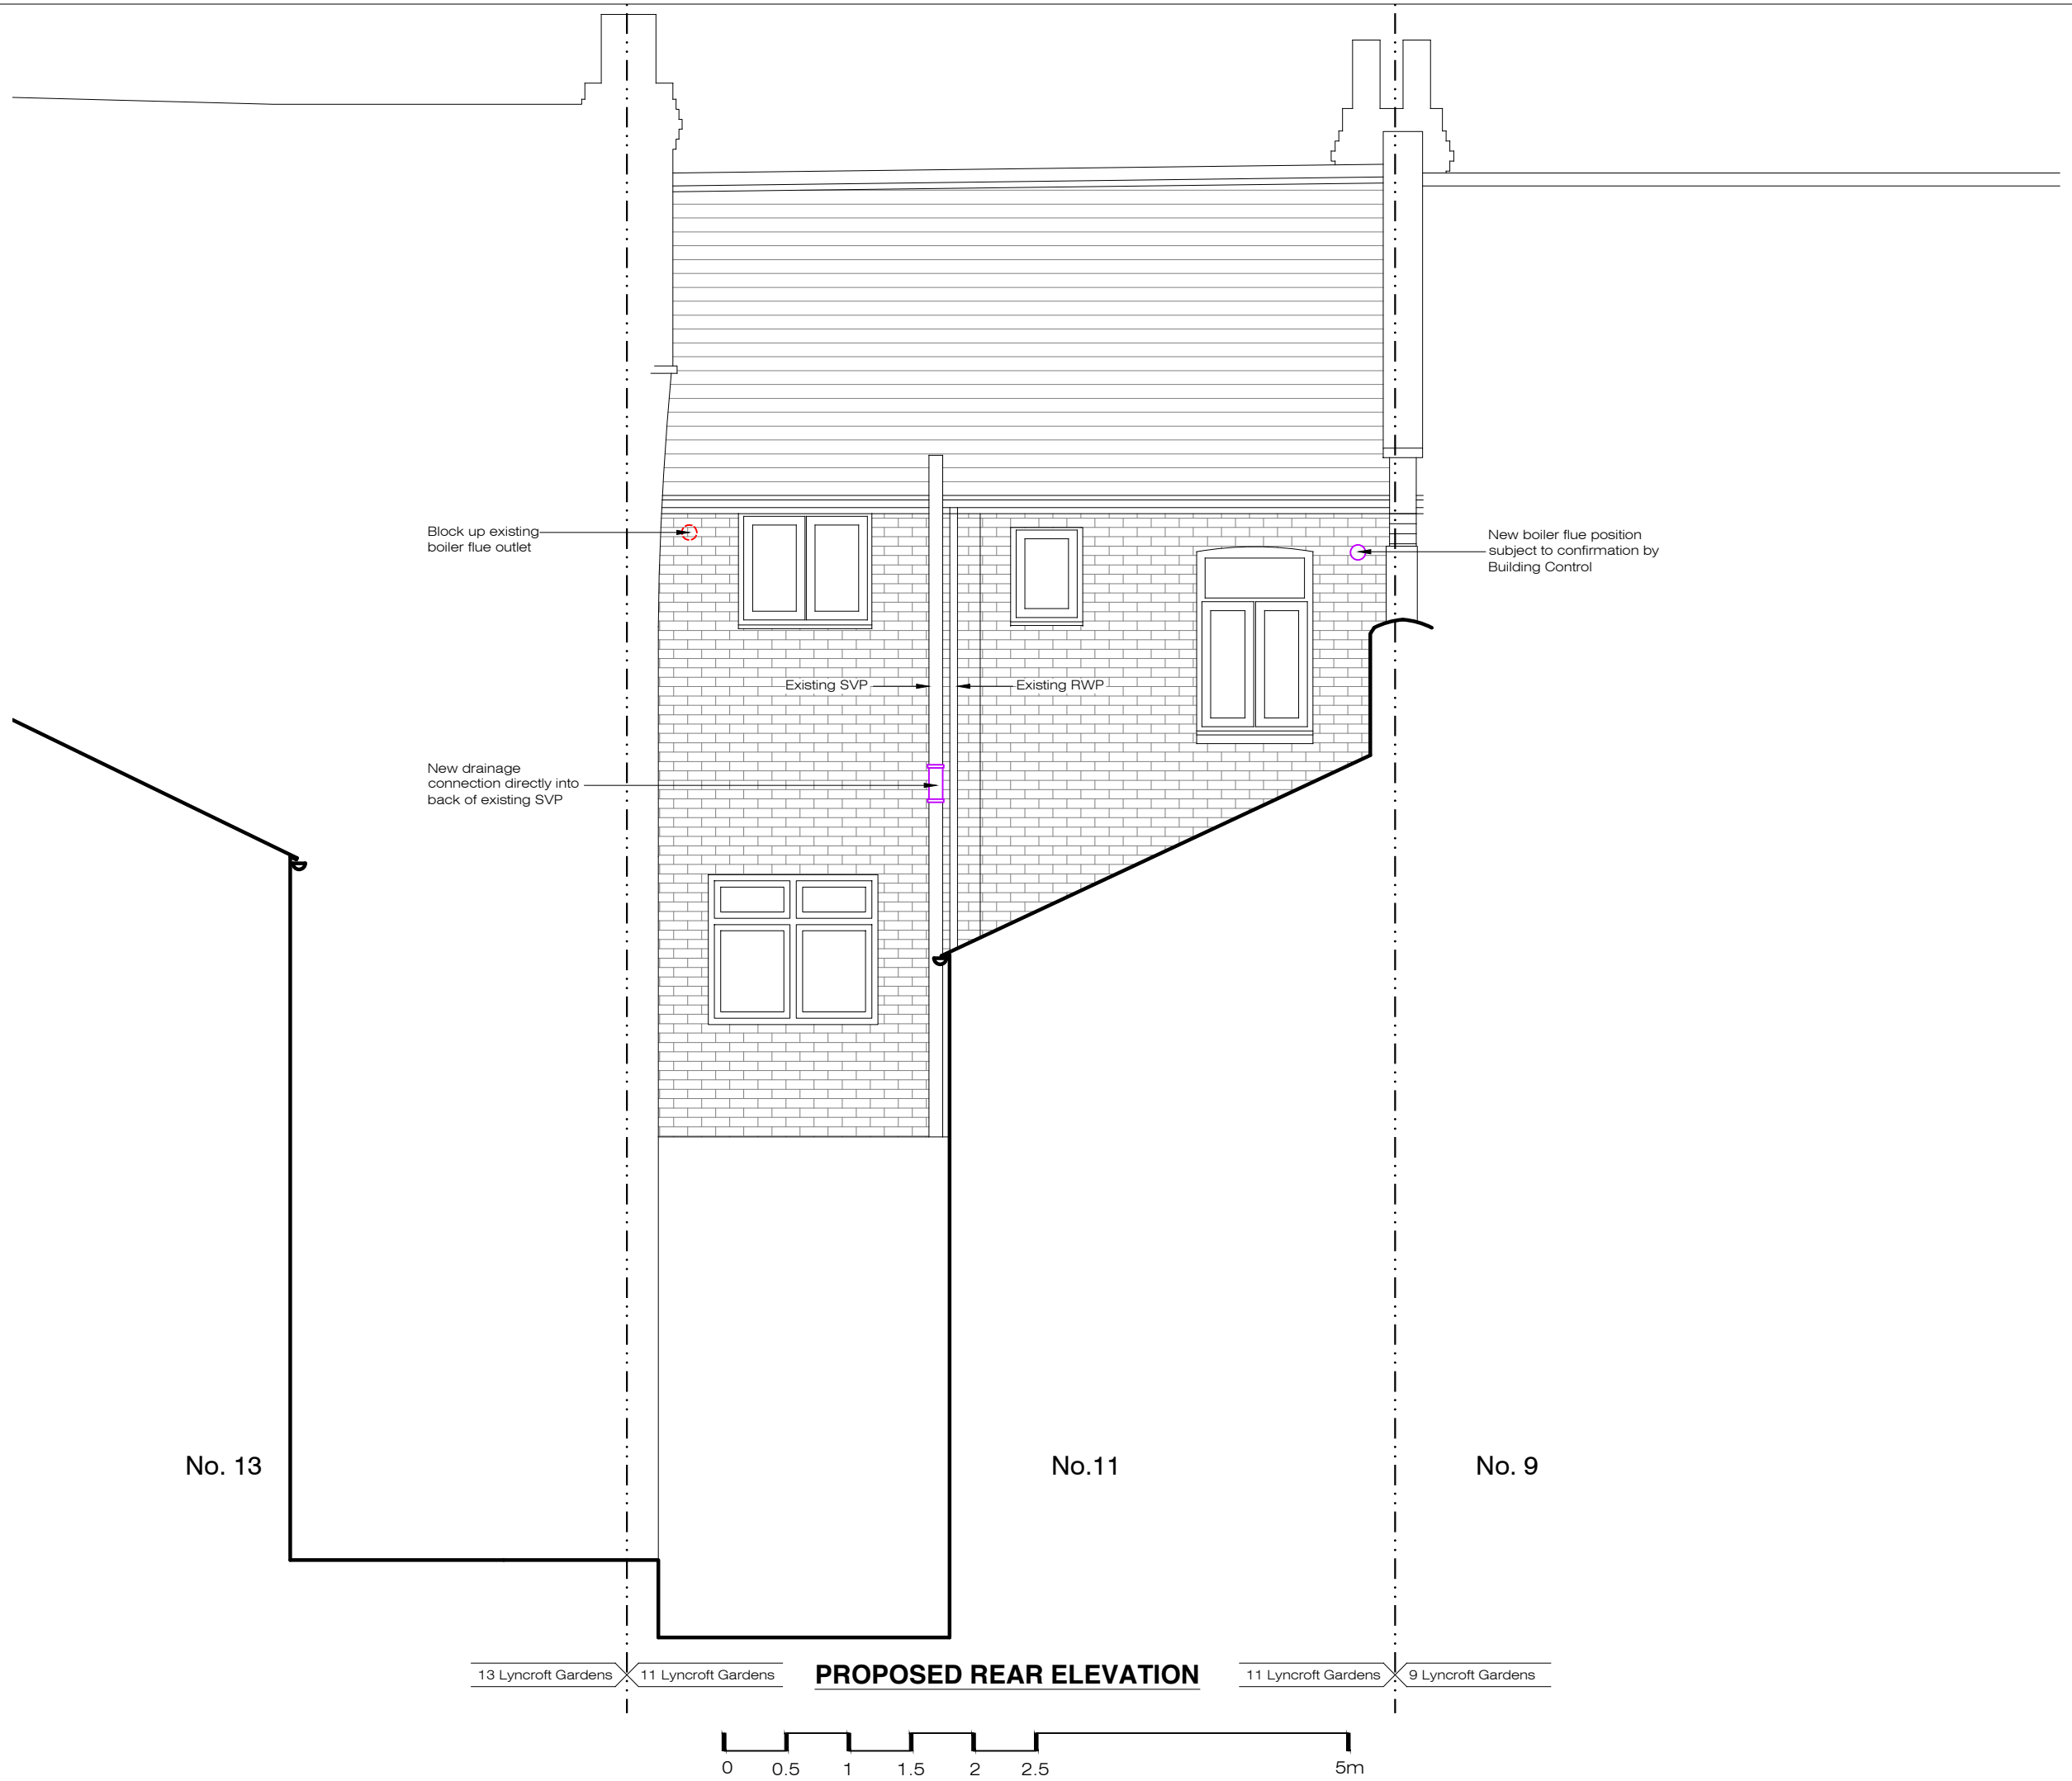 Block up existing
boiler flue outlet
New boiler flue position
subject to confirmation by
Building Control
Existing SVP
Existing RWP
New drainage
connection directly into
back of existing SVP
No. 13
No.11
No. 9
13 Lyncroft Gardens
11 Lyncroft Gardens
PROPOSED REAR ELEVATION
11 Lyncroft Gardens
9 Lyncroft Gardens
0 0.5 1 1.5 2 2.5 5m